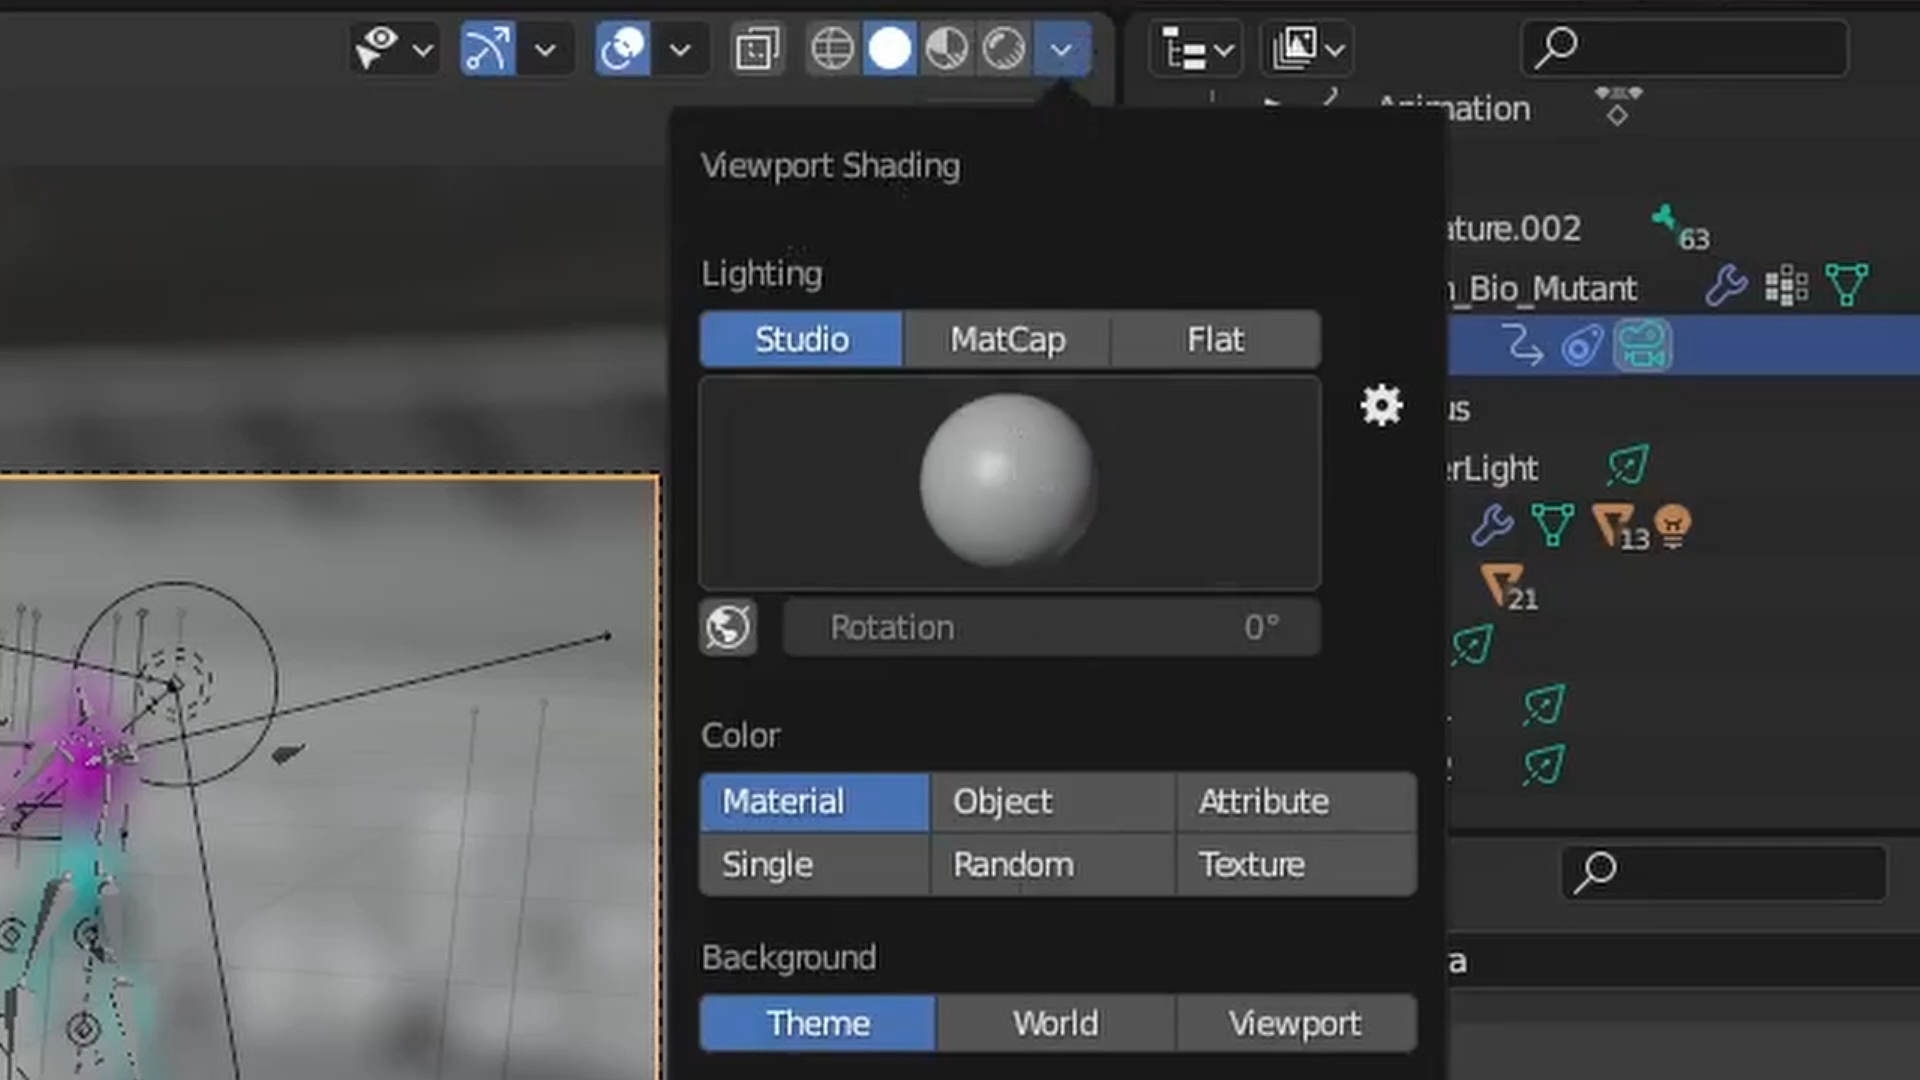 Animation
Viewport Shading
ature.002
63
Lighting
_Bio_Mutant
Studio
MatCap
Flat
us
erLight
13
21
Rotation
0°
Color
Material
Object
Attribute
Single
Random
Texture
Background
a
Theme
World
Viewport